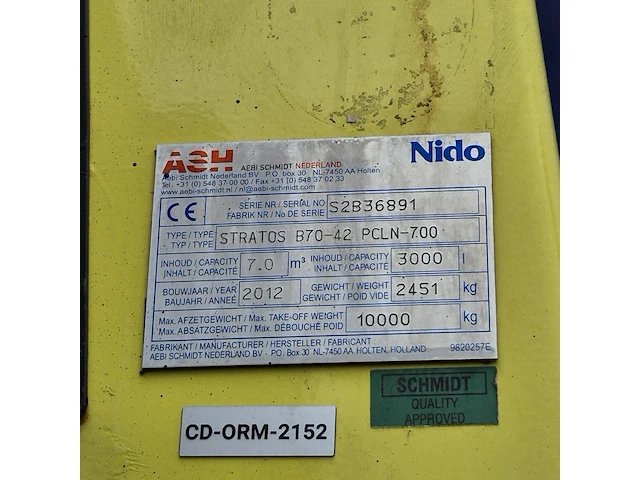 ASH AEBI SCHMIDT NEDERLAND Nido
Aebi Schmidt Nederland BV P.O. box 30 NL-7450 AA Holten
Tel. +31 (0) 548 37 00 00 / Fax +31 (0) 548 37 02 33
www.aebi-schmidt.nl / nl@aebi-schmidt.com
CE
SERIE NR / SERIAL NO
FABRIK NR / No DE SERIE
S2B36891
TYPE / TYPE
TYP / TYPE
STRATOS B70-42 PCLN-700
INHOUD / CAPACITY
INHALT / CAPACITY
7.0 m³
INHOUD / CAPACITY
INHALT / CAPACITY
3000 l
BOUWJAAR / YEAR
BAUJAHR / ANNEÉ
2012
GEWICHT / WEIGHT
GEWICHT / POID VIDE
2451 kg
Max. AFZETGEWICHT / Max. TAKE-OFF WEIGHT
Max. ABSATZGEWICHT / Max. DÉBOUCHÉ POID
10000 kg
FABRIKANT / MANUFACTURER / HERSTELLER / FABRICANT
AEBI SCHMIDT NEDERLAND BV - P.O. Box 30 NL-7450 AA HOLTEN, HOLLAND 9820257E
SCHMIDT
QUALITY
APPROVED
CD-ORM-2152